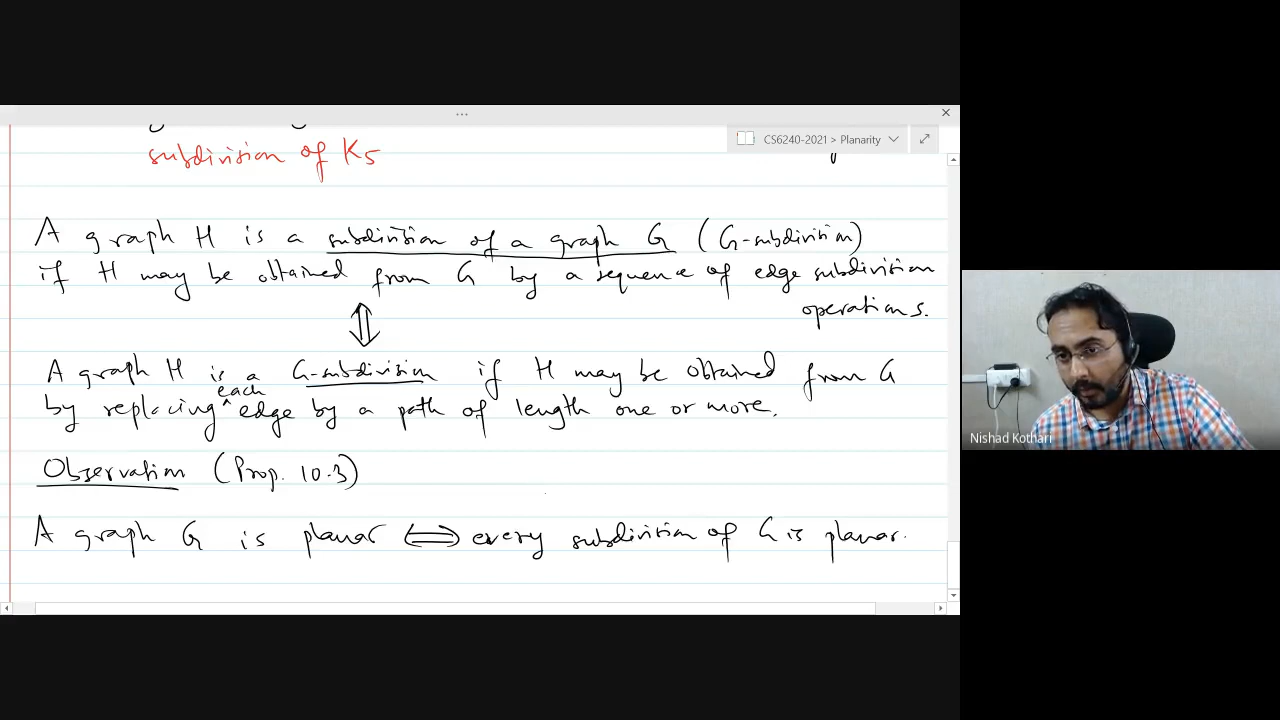 subdivision of K5
CS6240-2021 > Planarity
A graph H is a subdivision of a graph G (G-subdivision)
if H may be obtained from G by a sequence of edge subdivision
operations.
⇕
A graph H is a G-subdivision if H may be obtained from G
each
by replacing ^ edge by a path of length one or more.
Observation (Prop. 10.3)
A graph G is planar ⟺ every subdivision of G is planar.
Nishad Kothari